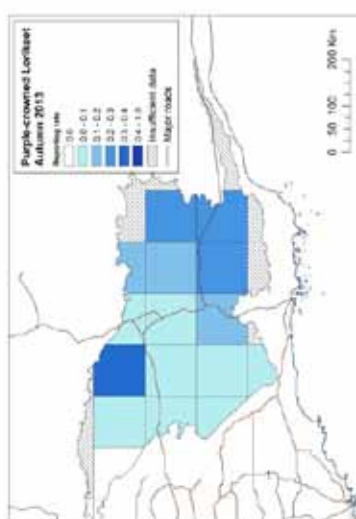 Purple-crowned Lorikeet
Autumn 2013
Reporting rate
0.0
0.0 - 0.1
0.1 - 0.2
0.2 - 0.3
0.3 - 0.4
0.4 - 1.0
Insufficient data
Major roads
0 50 100 200 Km